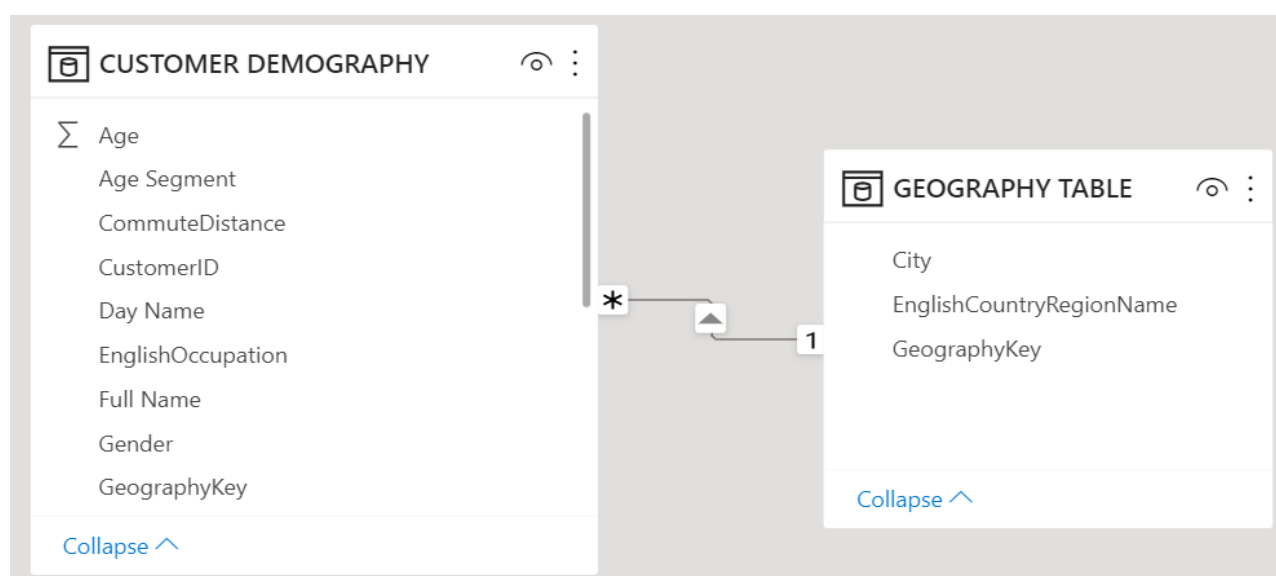 CUSTOMER DEMOGRAPHY
Age
Age Segment
CommuteDistance
CustomerID
Day Name
EnglishOccupation
Full Name
Gender
GeographyKey
Collapse
*
1
GEOGRAPHY TABLE
City
EnglishCountryRegionName
GeographyKey
Collapse